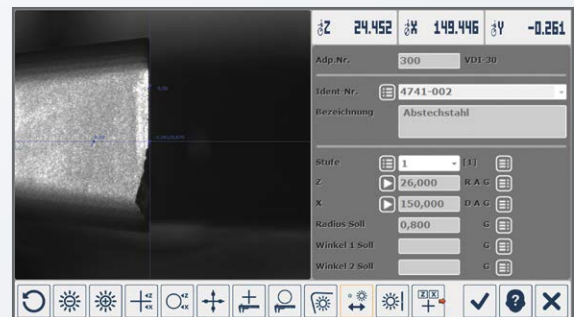 Z 24.452 X 149.446 Y -0.261
Adp.Nr. 300 VDI-30
Ident-Nr. 4741-002
Bezeichnung Abstechstahl
Stufe 1 [1]
Z 26,000 R A G
X 150,000 D A G
Radius Soll 0,800 G
Winkel 1 Soll G
Winkel 2 Soll G